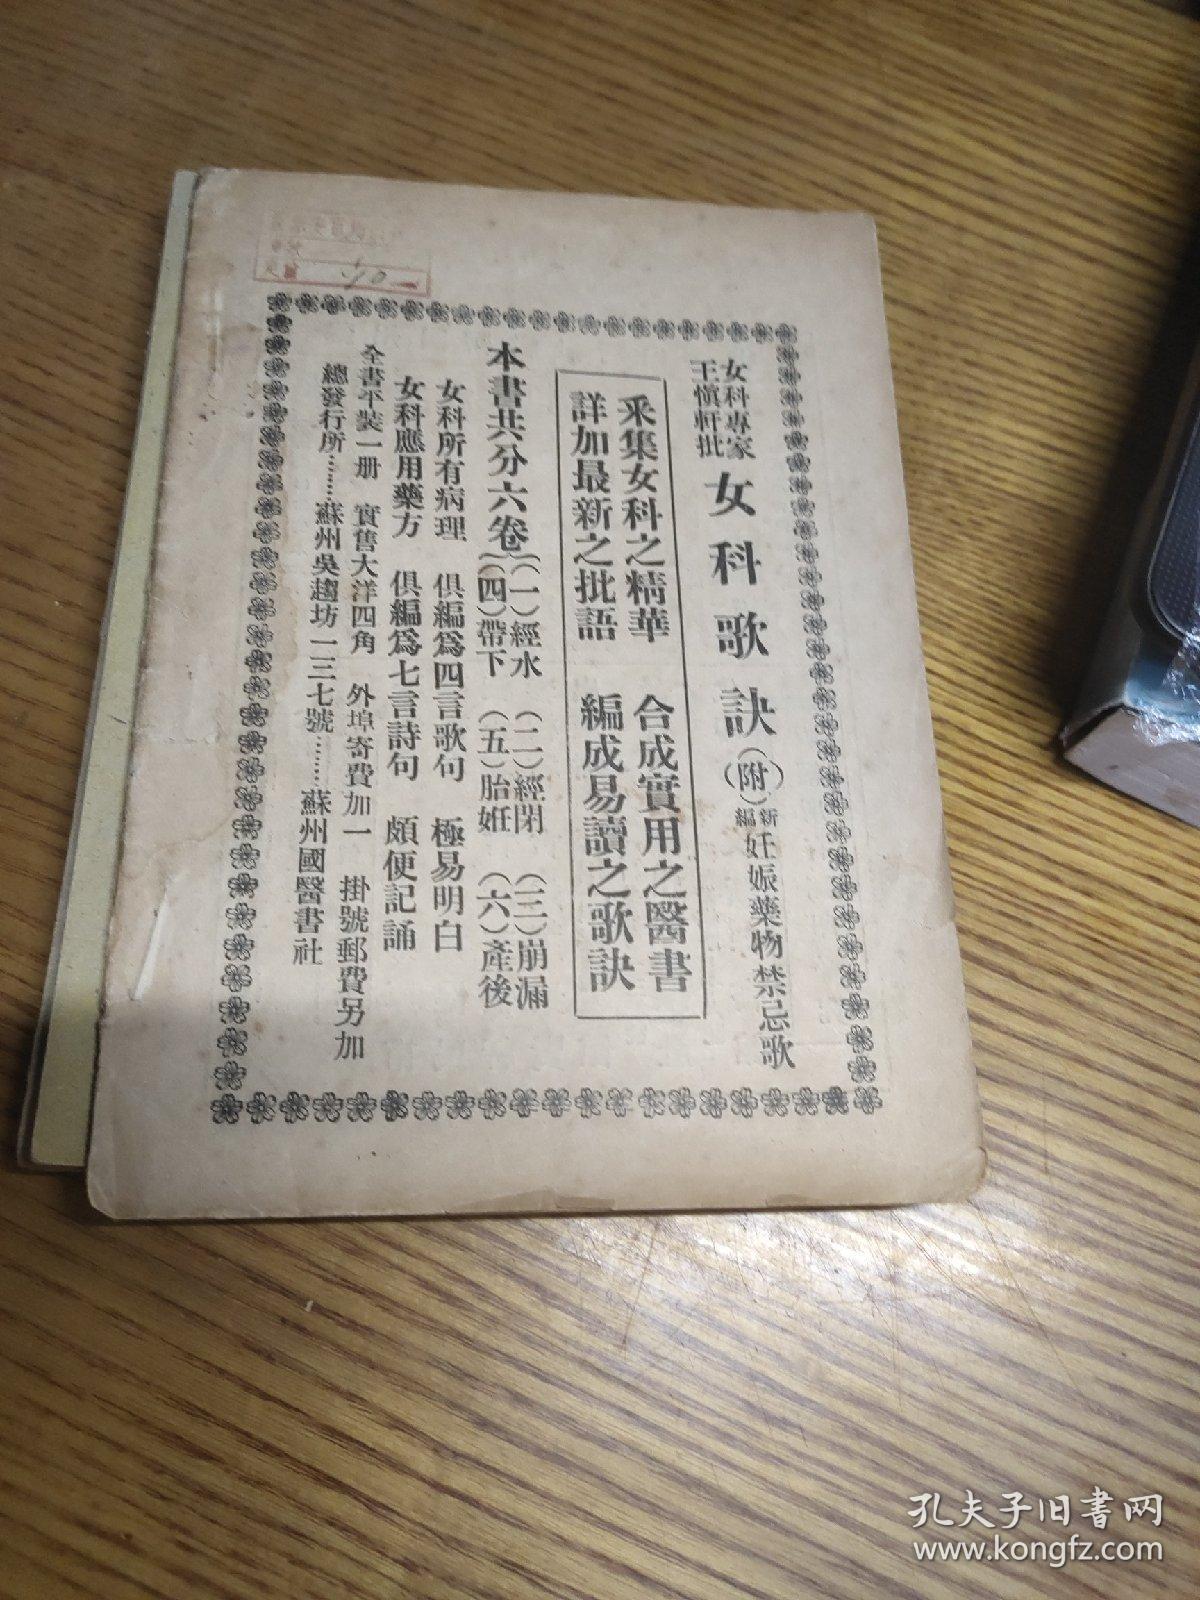 女科專家
王愼軒批
女科歌訣
(附)
新編
妊娠藥物禁忌歌
釆集女科之精華 合成實用之醫書
詳加最新之批語 編成易讀之歌訣
本書共分六卷
(一)經水 (二)經閉 (三)崩漏
(四)帶下 (五)胎姙 (六)產後
女科所有病理 俱編爲四言歌句 極易明白
女科應用藥方 俱編爲七言詩句 頗便記誦
全書平裝一册 實售大洋四角 外埠寄費加一 掛號郵費另加
總發行所……蘇州吳趨坊一三七號……蘇州國醫書社
孔夫子旧书网
www.kongfz.com